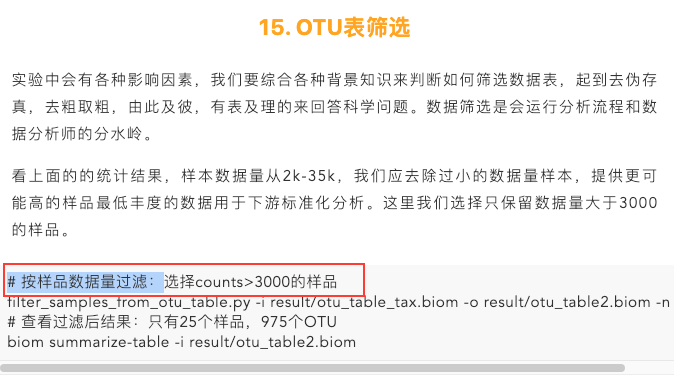 15. OTU表筛选
实验中会有各种影响因素，我们要综合各种背景知识来判断如何筛选数据表，起到去伪存
真，去粗取粗，由此及彼，有表及理的来回答科学问题。数据筛选是会运行分析流程和数
据分析师的分水岭。
看上面的的统计结果，样本数据量从2k-35k，我们应去除过小的数据量样本，提供更可
能高的样品最低丰度的数据用于下游标准化分析。这里我们选择只保留数据量大于3000
的样品。
# 按样品数据量过滤：选择counts>3000的样品
filter_samples_from_otu_table.py -i result/otu_table_tax.biom -o result/otu_table2.biom -n
# 查看过滤后结果：只有25个样品，975个OTU
biom summarize-table -i result/otu_table2.biom